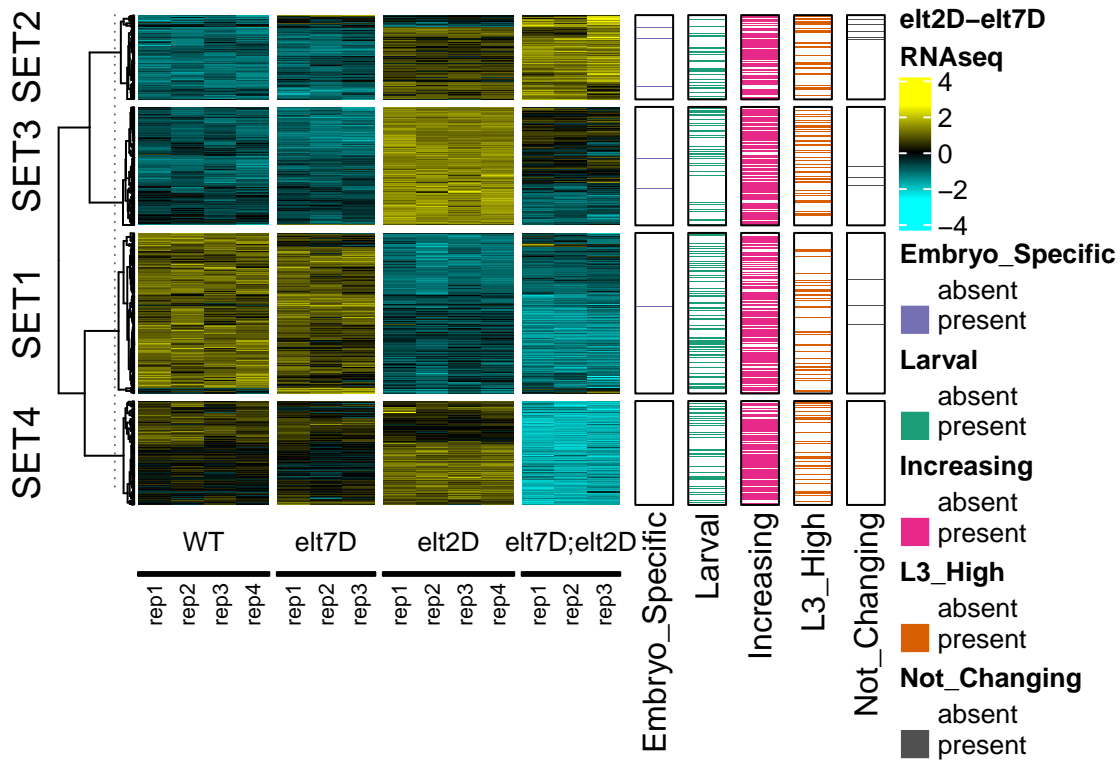 SET2
SET3
SET1
SET4
WT
elt7D
elt2D
elt7D;elt2D
rep1
rep2
rep3
rep4
rep1
rep2
rep3
rep1
rep2
rep3
rep4
rep1
rep2
rep3
Embryo_Specific
Larval
Increasing
L3_High
Not_Changing
elt2D−elt7D
RNAseq
4
2
0
−2
−4
Embryo_Specific
absent
present
Larval
absent
present
Increasing
absent
present
L3_High
absent
present
Not_Changing
absent
present